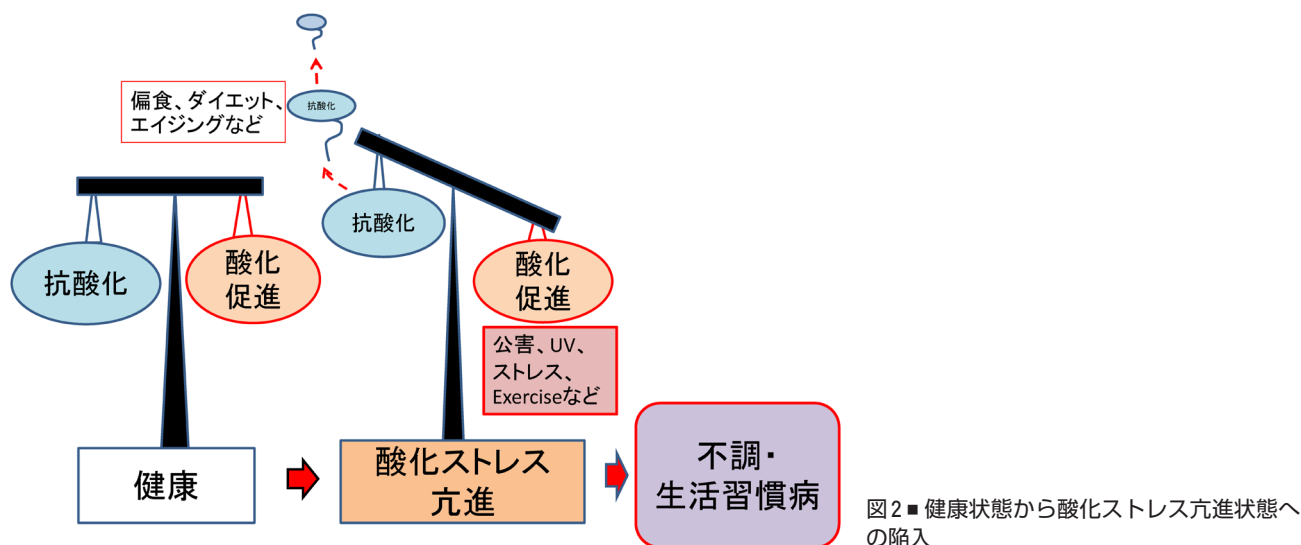 偏食、ダイエット、
エイジングなど
抗酸化
抗酸化
酸化
促進
抗酸化
酸化
促進
公害、UV、
ストレス、
Exerciseなど
健康
酸化ストレス
亢進
不調・
生活習慣病
図2■健康状態から酸化ストレス亢進状態へ
の陥入